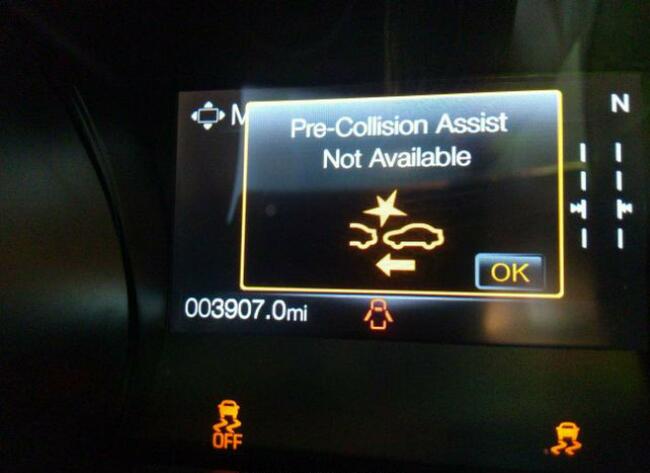 M
N
Pre-Collision Assist
Not Available
OK
003907.0mi
OFF